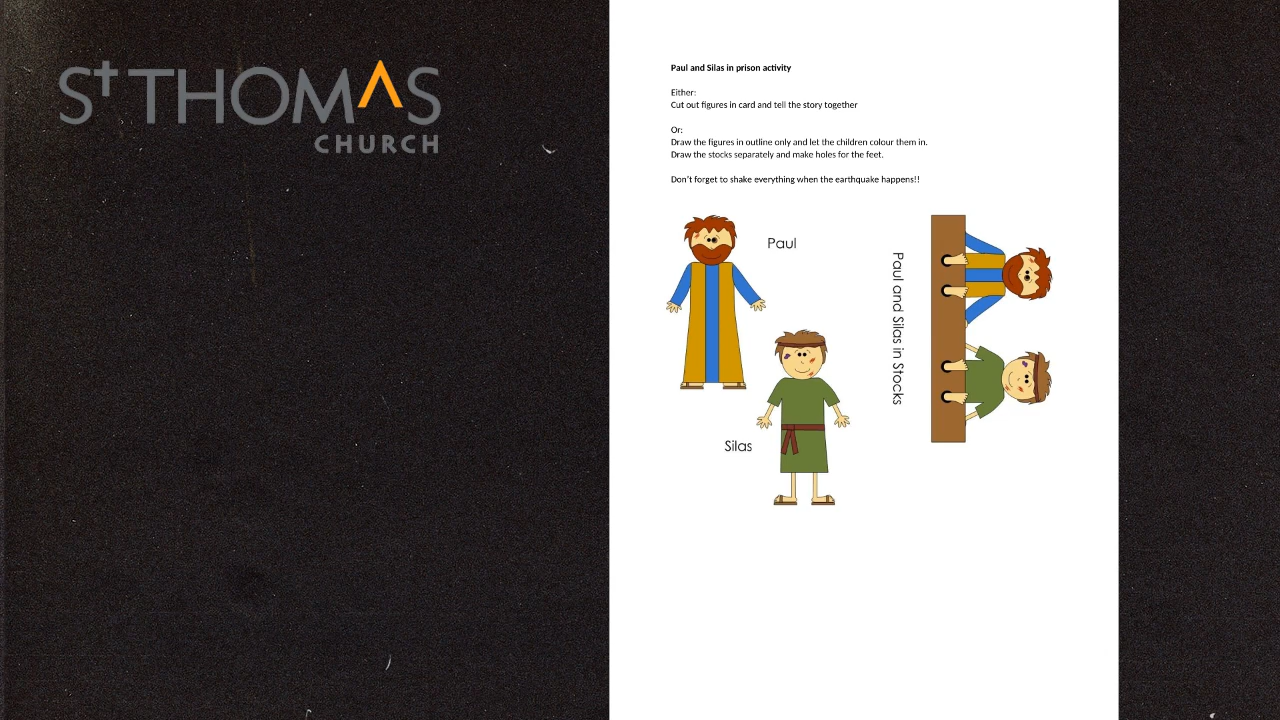 St THOMAS
CHURCH
Paul and Silas in prison activity
Either:
Cut out figures in card and tell the story together
Or:
Draw the figures in outline only and let the children colour them in.
Draw the stocks separately and make holes for the feet.
Don't forget to shake everything when the earthquake happens!!
Paul
Silas
Paul and Silas in Stocks